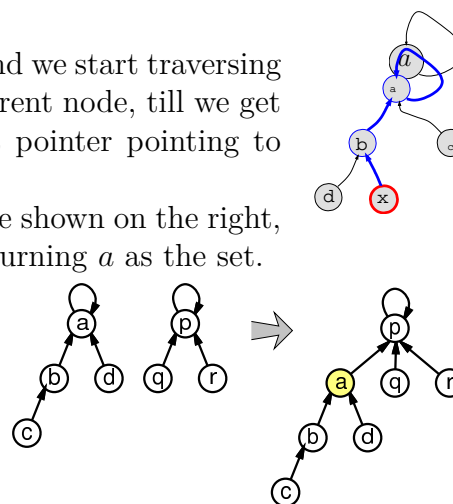 nd we start traversing
rent node, till we get
pointer pointing to
e shown on the right,
urning a as the set.
a
a
b
c
d
x
a
p
b
d
q
r
c
p
a
q
r
b
d
c